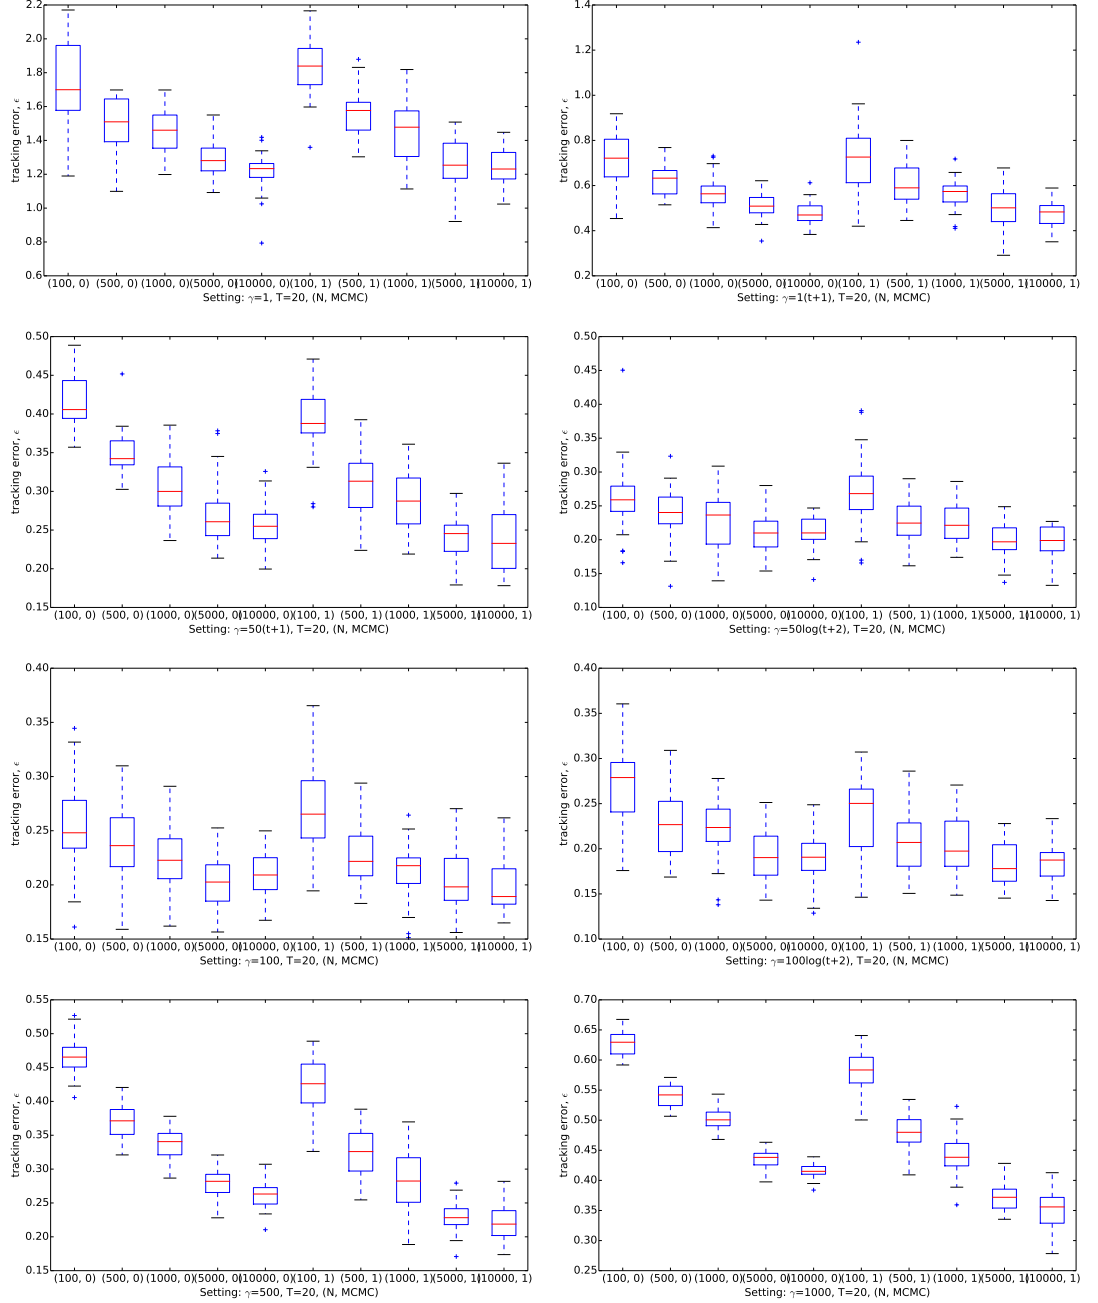 2.2
2.0
1.8
1.6
1.4
1.2
1.0
0.8
0.6
tracking error, ϵ
(100, 0) (500, 0) (1000, 0) (5000, 0) (10000, 0) (100, 1) (500, 1) (1000, 1) (5000, 1) (10000, 1)
Setting: γ=1, T=20, (N, MCMC)
1.4
1.2
1.0
0.8
0.6
0.4
0.2
tracking error, ϵ
(100, 0) (500, 0) (1000, 0) (5000, 0) (10000, 0) (100, 1) (500, 1) (1000, 1) (5000, 1) (10000, 1)
Setting: γ=1(t+1), T=20, (N, MCMC)
0.50
0.45
0.40
0.35
0.30
0.25
0.20
0.15
tracking error, ϵ
(100, 0) (500, 0) (1000, 0) (5000, 0) (10000, 0) (100, 1) (500, 1) (1000, 1) (5000, 1) (10000, 1)
Setting: γ=50(t+1), T=20, (N, MCMC)
0.50
0.45
0.40
0.35
0.30
0.25
0.20
0.15
0.10
tracking error, ϵ
(100, 0) (500, 0) (1000, 0) (5000, 0) (10000, 0) (100, 1) (500, 1) (1000, 1) (5000, 1) (10000, 1)
Setting: γ=50log(t+2), T=20, (N, MCMC)
0.40
0.35
0.30
0.25
0.20
0.15
tracking error, ϵ
(100, 0) (500, 0) (1000, 0) (5000, 0) (10000, 0) (100, 1) (500, 1) (1000, 1) (5000, 1) (10000, 1)
Setting: γ=100, T=20, (N, MCMC)
0.40
0.35
0.30
0.25
0.20
0.15
0.10
tracking error, ϵ
(100, 0) (500, 0) (1000, 0) (5000, 0) (10000, 0) (100, 1) (500, 1) (1000, 1) (5000, 1) (10000, 1)
Setting: γ=100log(t+2), T=20, (N, MCMC)
0.55
0.50
0.45
0.40
0.35
0.30
0.25
0.20
0.15
tracking error, ϵ
(100, 0) (500, 0) (1000, 0) (5000, 0) (10000, 0) (100, 1) (500, 1) (1000, 1) (5000, 1) (10000, 1)
Setting: γ=500, T=20, (N, MCMC)
0.70
0.65
0.60
0.55
0.50
0.45
0.40
0.35
0.30
0.25
tracking error, ϵ
(100, 0) (500, 0) (1000, 0) (5000, 0) (10000, 0) (100, 1) (500, 1) (1000, 1) (5000, 1) (10000, 1)
Setting: γ=1000, T=20, (N, MCMC)